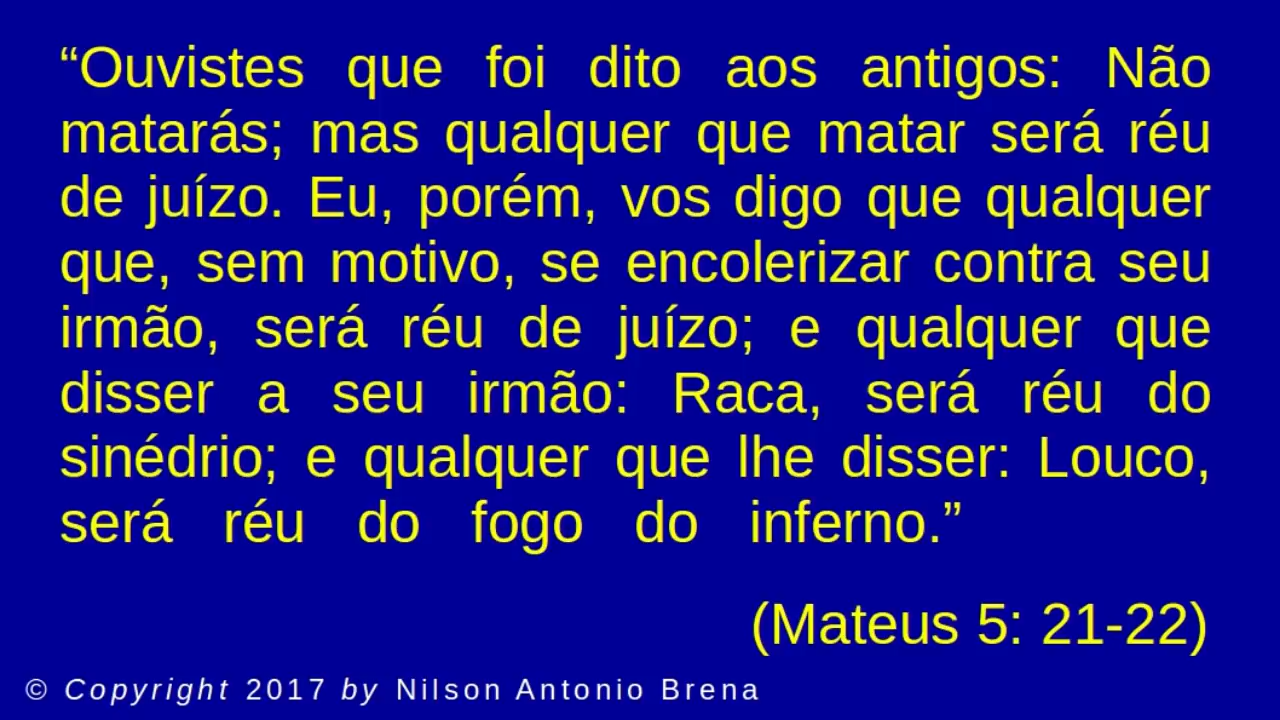 “Ouvistes que foi dito aos antigos: Não
matarás; mas qualquer que matar será réu
de juízo. Eu, porém, vos digo que qualquer
que, sem motivo, se encolerizar contra seu
irmão, será réu de juízo; e qualquer que
disser a seu irmão: Raca, será réu do
sinédrio; e qualquer que lhe disser: Louco,
será réu do fogo do inferno.”
(Mateus 5: 21-22)
© Copyright 2017 by Nilson Antonio Brena